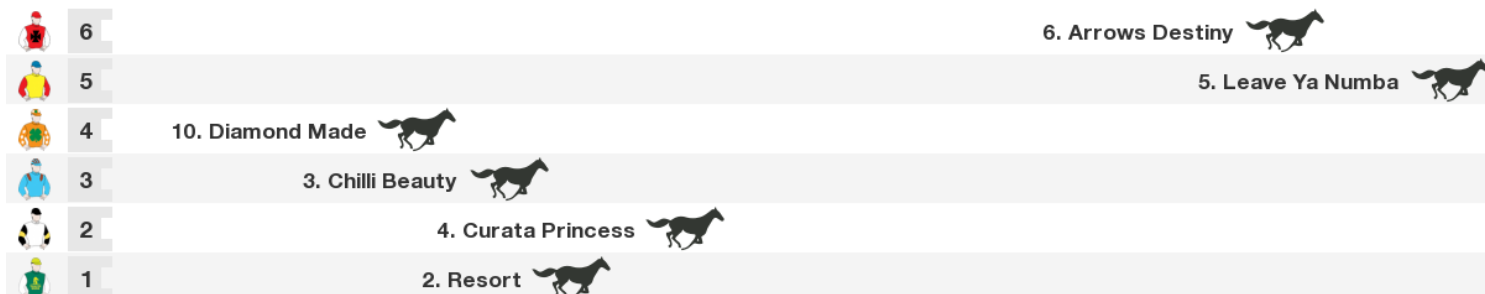 6 6. Arrows Destiny
5 5. Leave Ya Numba
4 10. Diamond Made
3 3. Chilli Beauty
2 4. Curata Princess
1 2. Resort